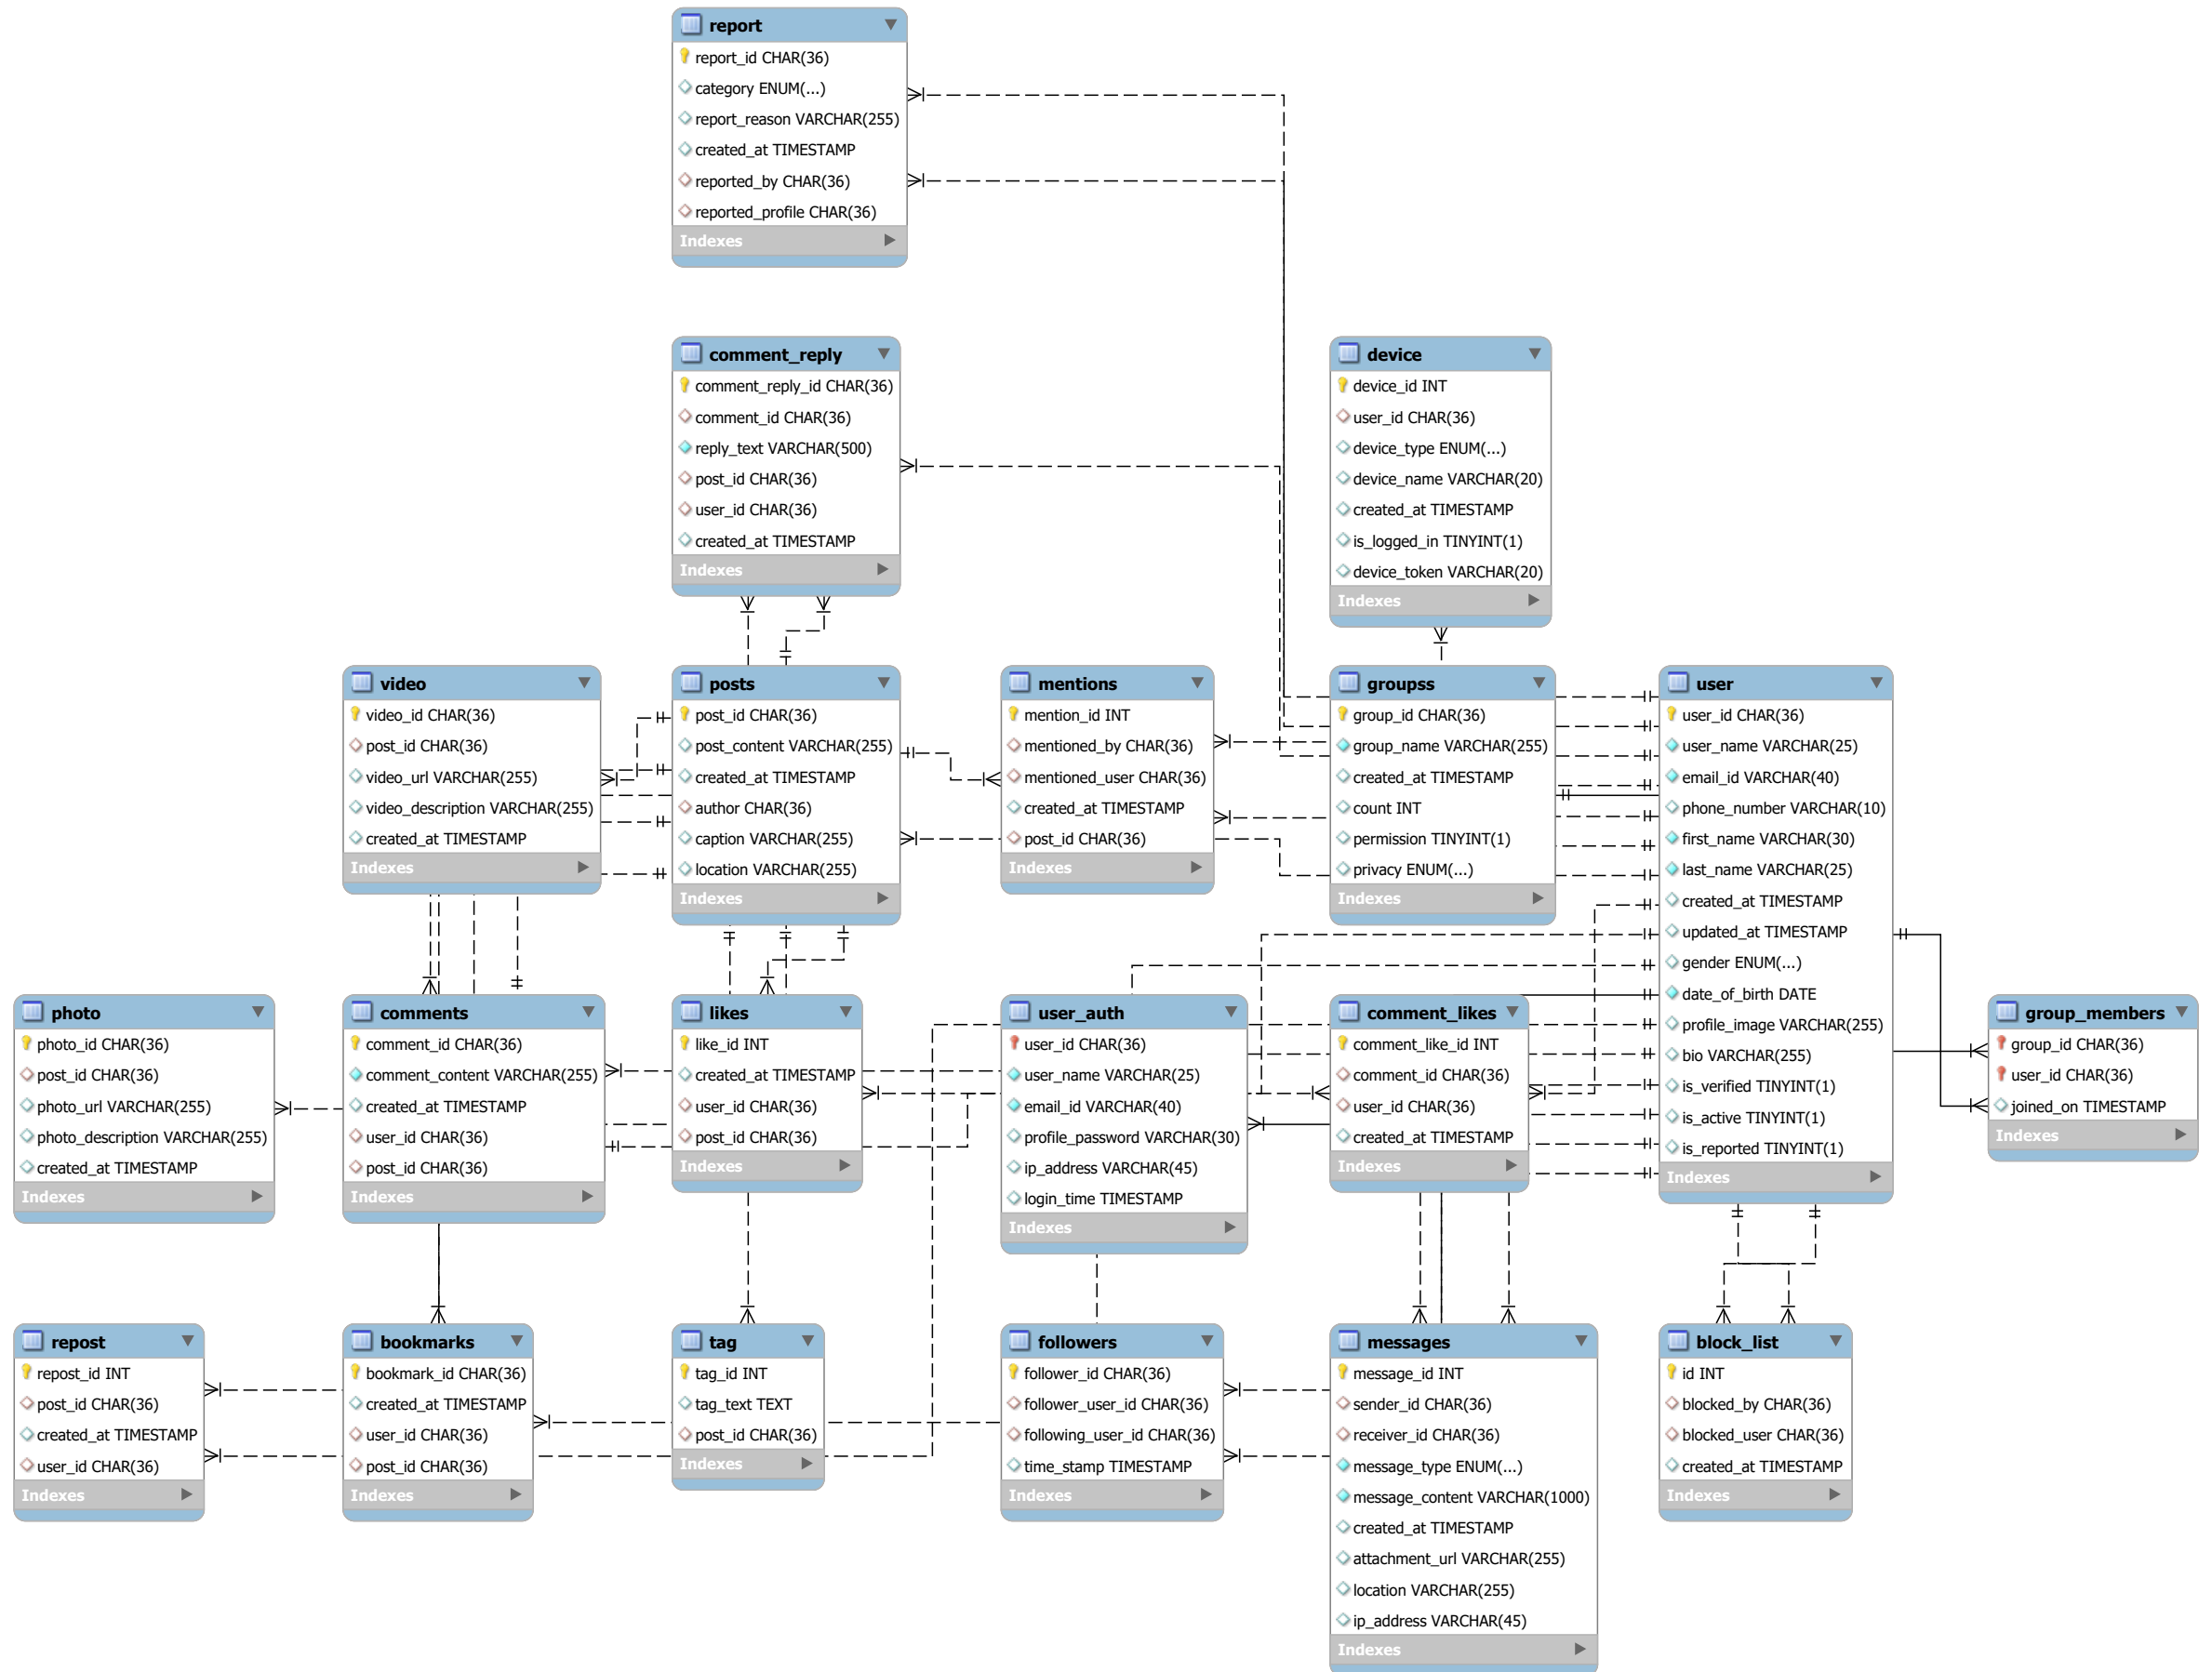 report
report_id CHAR(36)
category ENUM(...)
report_reason VARCHAR(255)
created_at TIMESTAMP
reported_by CHAR(36)
reported_profile CHAR(36)
Indexes
comment_reply
comment_reply_id CHAR(36)
comment_id CHAR(36)
reply_text VARCHAR(500)
post_id CHAR(36)
user_id CHAR(36)
created_at TIMESTAMP
Indexes
device
device_id INT
user_id CHAR(36)
device_type ENUM(...)
device_name VARCHAR(20)
created_at TIMESTAMP
is_logged_in TINYINT(1)
device_token VARCHAR(20)
Indexes
video
video_id CHAR(36)
post_id CHAR(36)
video_url VARCHAR(255)
video_description VARCHAR(255)
created_at TIMESTAMP
Indexes
posts
post_id CHAR(36)
post_content VARCHAR(255)
created_at TIMESTAMP
author CHAR(36)
caption VARCHAR(255)
location VARCHAR(255)
Indexes
mentions
mention_id INT
mentioned_by CHAR(36)
mentioned_user CHAR(36)
created_at TIMESTAMP
post_id CHAR(36)
Indexes
groupss
group_id CHAR(36)
group_name VARCHAR(255)
created_at TIMESTAMP
count INT
permission TINYINT(1)
privacy ENUM(...)
Indexes
user
user_id CHAR(36)
user_name VARCHAR(25)
email_id VARCHAR(40)
phone_number VARCHAR(10)
first_name VARCHAR(30)
last_name VARCHAR(25)
created_at TIMESTAMP
updated_at TIMESTAMP
gender ENUM(...)
date_of_birth DATE
profile_image VARCHAR(255)
bio VARCHAR(255)
is_verified TINYINT(1)
is_active TINYINT(1)
is_reported TINYINT(1)
Indexes
photo
photo_id CHAR(36)
post_id CHAR(36)
photo_url VARCHAR(255)
photo_description VARCHAR(255)
created_at TIMESTAMP
Indexes
comments
comment_id CHAR(36)
comment_content VARCHAR(255)
created_at TIMESTAMP
user_id CHAR(36)
post_id CHAR(36)
Indexes
likes
like_id INT
created_at TIMESTAMP
user_id CHAR(36)
post_id CHAR(36)
Indexes
user_auth
user_id CHAR(36)
user_name VARCHAR(25)
email_id VARCHAR(40)
profile_password VARCHAR(30)
ip_address VARCHAR(45)
login_time TIMESTAMP
Indexes
comment_likes
comment_like_id INT
comment_id CHAR(36)
user_id CHAR(36)
created_at TIMESTAMP
Indexes
group_members
group_id CHAR(36)
user_id CHAR(36)
joined_on TIMESTAMP
Indexes
repost
repost_id INT
post_id CHAR(36)
created_at TIMESTAMP
user_id CHAR(36)
Indexes
bookmarks
bookmark_id CHAR(36)
created_at TIMESTAMP
user_id CHAR(36)
post_id CHAR(36)
Indexes
tag
tag_id INT
tag_text TEXT
post_id CHAR(36)
Indexes
followers
follower_id CHAR(36)
follower_user_id CHAR(36)
following_user_id CHAR(36)
time_stamp TIMESTAMP
Indexes
messages
message_id INT
sender_id CHAR(36)
receiver_id CHAR(36)
message_type ENUM(...)
message_content VARCHAR(1000)
created_at TIMESTAMP
attachment_url VARCHAR(255)
location VARCHAR(255)
ip_address VARCHAR(45)
Indexes
block_list
id INT
blocked_by CHAR(36)
blocked_user CHAR(36)
created_at TIMESTAMP
Indexes